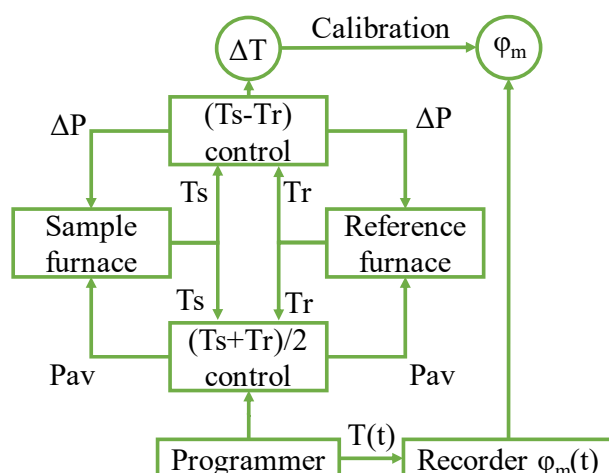 Calibration
ΔT
φm
ΔP
(Ts-Tr)
control
ΔP
Ts
Tr
Sample
furnace
Reference
furnace
Ts
Tr
(Ts+Tr)/2
control
Pav
Pav
T(t)
Programmer
Recorder φm(t)